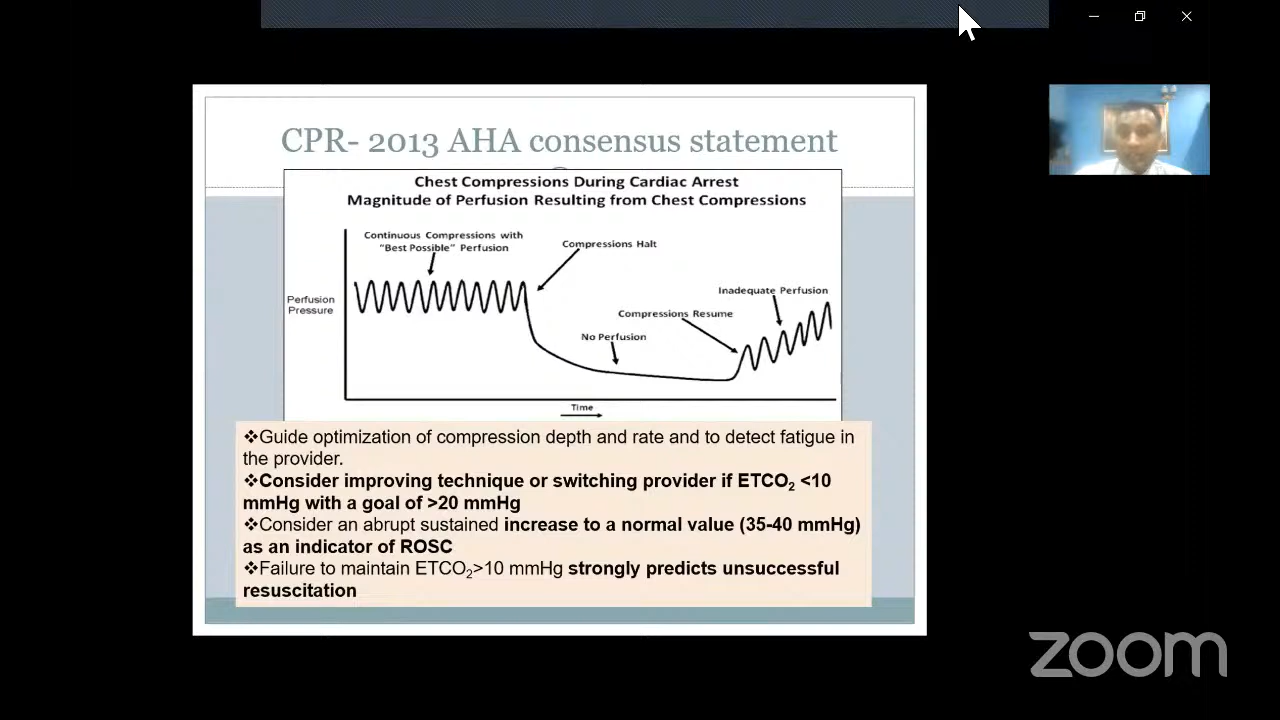 CPR- 2013 AHA consensus statement
Chest Compressions During Cardiac Arrest
Magnitude of Perfusion Resulting from Chest Compressions
Continuous Compressions with
“Best Possible” Perfusion
Compressions Halt
Inadequate Perfusion
Perfusion
Pressure
Compressions Resume
No Perfusion
Time
❖Guide optimization of compression depth and rate and to detect fatigue in
the provider.
❖Consider improving technique or switching provider if ETCO₂ <10
mmHg with a goal of >20 mmHg
❖Consider an abrupt sustained increase to a normal value (35-40 mmHg)
as an indicator of ROSC
❖Failure to maintain ETCO₂>10 mmHg strongly predicts unsuccessful
resuscitation
zoom